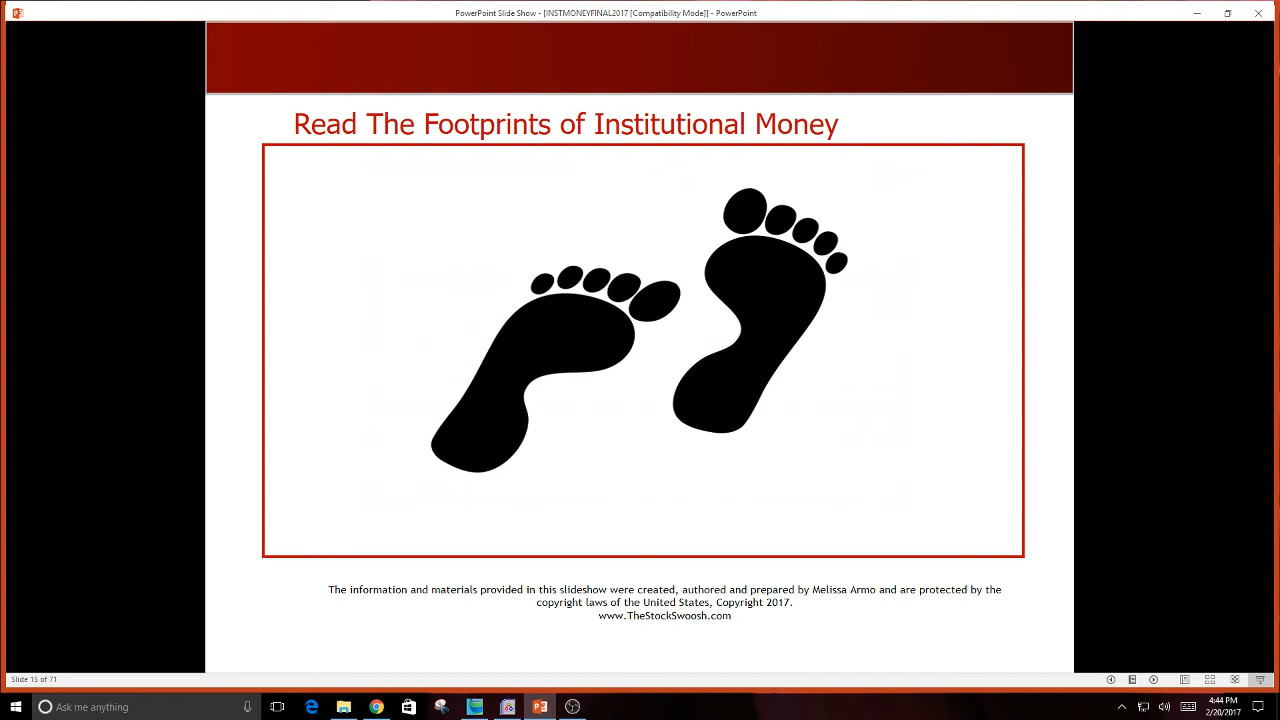 PowerPoint Slide Show - [INSTMONEYFINAL2017 [Compatibility Mode]] - PowerPoint
Read The Footprints of Institutional Money
The information and materials provided in this slideshow were created, authored and prepared by Melissa Armo and are protected by the
copyright laws of the United States, Copyright 2017.
www.TheStockSwoosh.com
Slide 15 of 71
Ask me anything
4:44 PM
2/20/2017